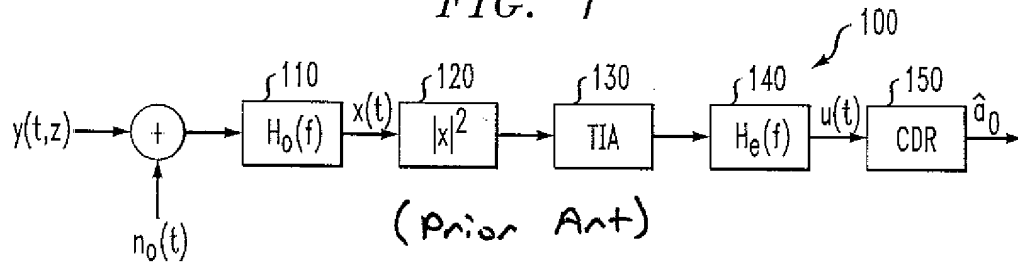 FIG. 1
100
110
120
130
140
150
y(t,z)
+
H₀(f)
x(t)
|x|²
TIA
Hₑ(f)
u(t)
CDR
â₀
n₀(t)
(Prior Art)